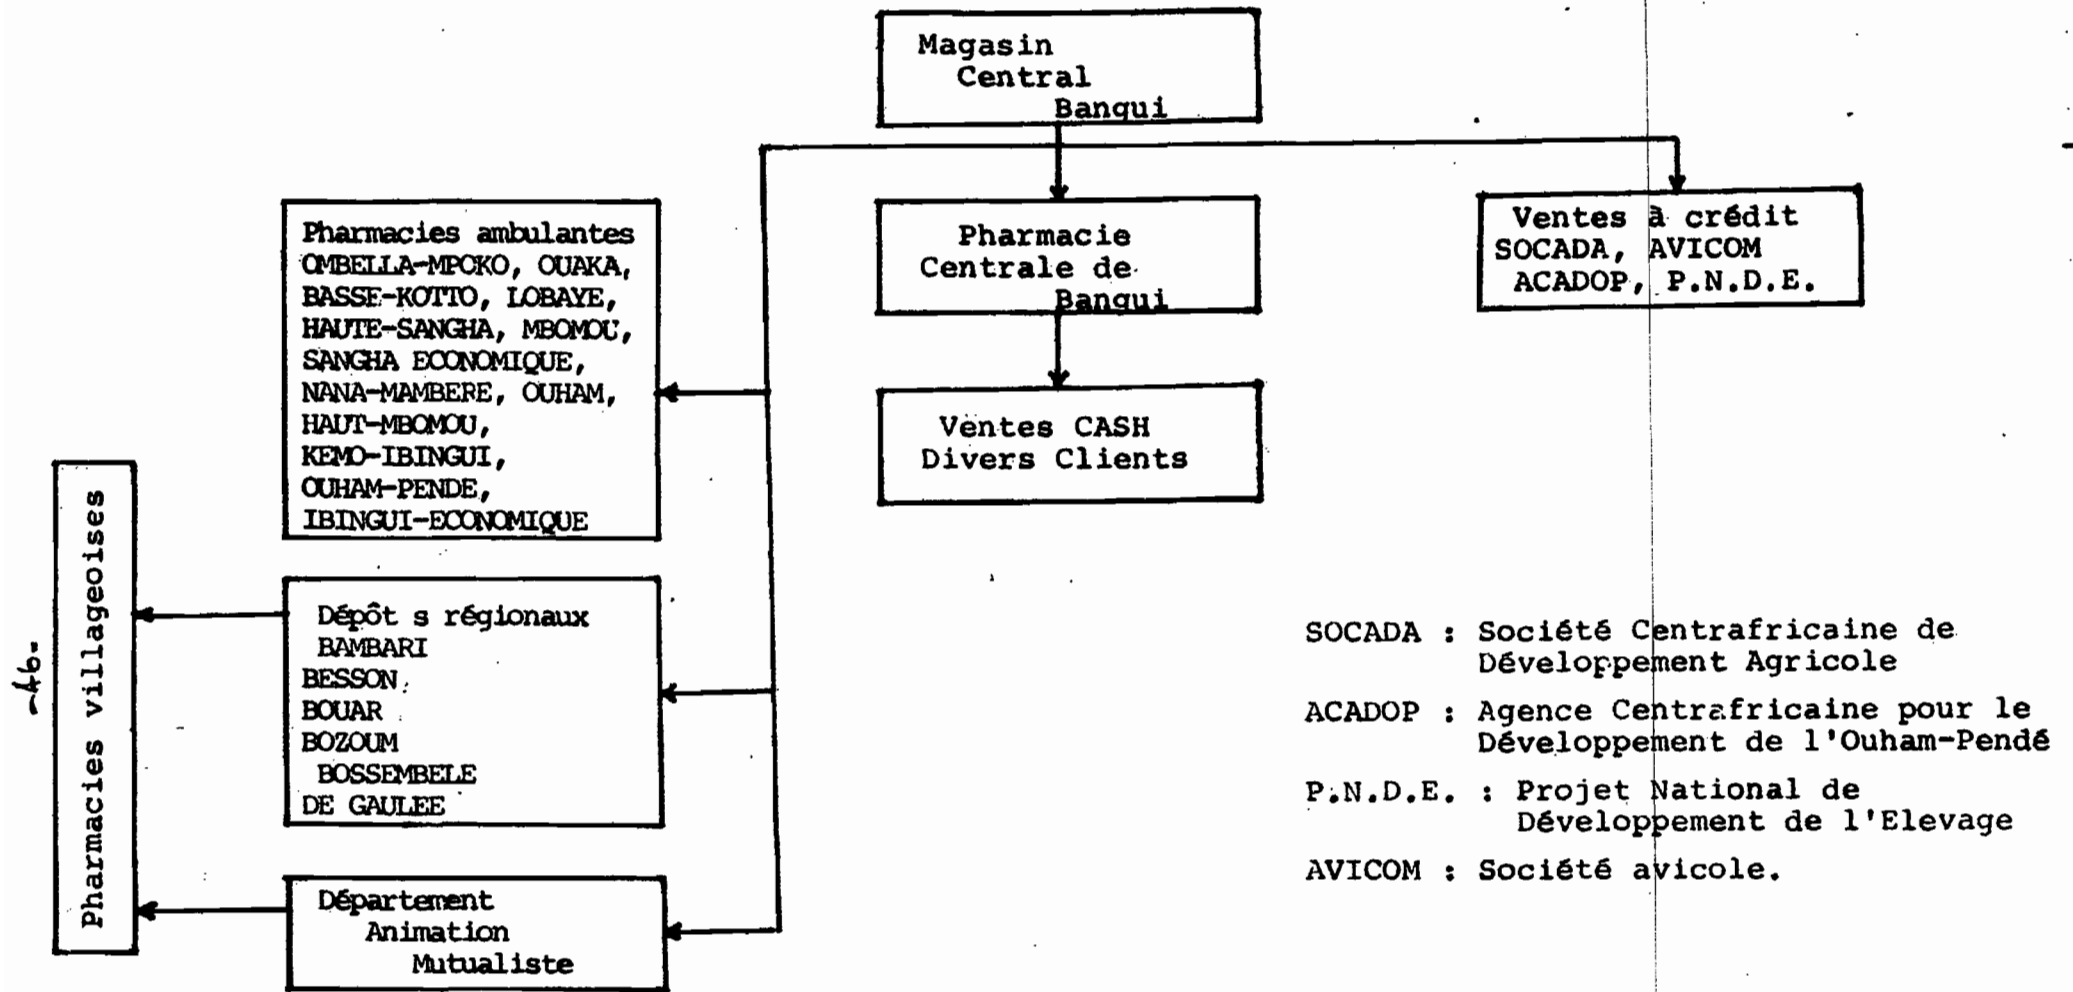 Magasin
Central
Bangui
Pharmacies ambulantes
OMBELLA-MPOKO, OUAKA,
BASSE-KOTTO, LOBAYE,
HAUTE-SANGHA, MBOMOU,
SANGHA ECONOMIQUE,
NANA-MAMBERE, OUHAM,
HAUT-MBOMOU,
KEMO-IBINGUI,
OUHAM-PENDE,
IBINGUI-ECONOMIQUE
Pharmacie
Centrale de
Bangui
Ventes à crédit
SOCADA, AVICOM
ACADOP, P.N.D.E.
Ventes CASH
Divers Clients
Pharmacies villageoises
Dépôt s régionaux
BAMBARI
BESSON
BOUAR
BOZOUM
BOSSEMBELE
DE GAULEE
Département
Animation
Mutualiste
SOCADA : Société Centrafricaine de
Développement Agricole
ACADOP : Agence Centrafricaine pour le
Développement de l'Ouham-Pendé
P.N.D.E. : Projet National de
Développement de l'Elevage
AVICOM : Société avicole.